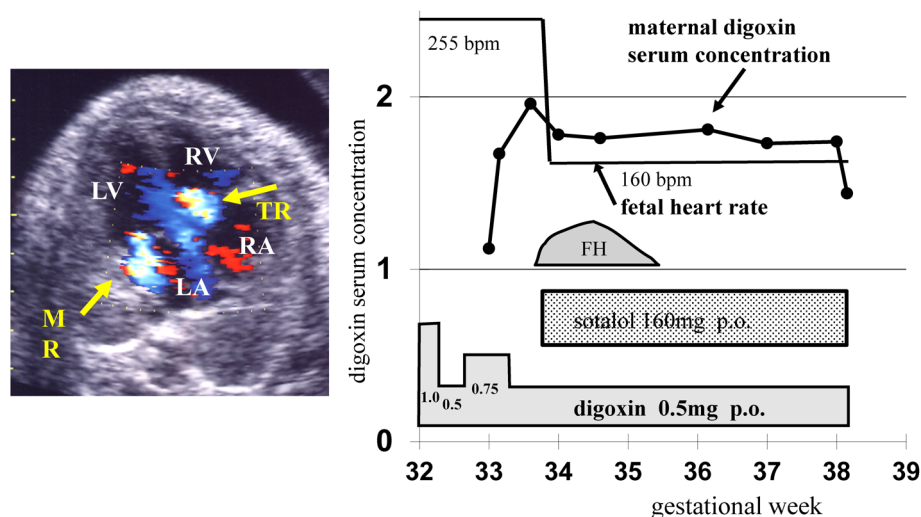 RV
LV
TR
RA
LA
M
R
255 bpm
maternal digoxin
serum concentration
2
160 bpm
fetal heart rate
FH
1
sotalol 160mg p.o.
1.0
0.5
0.75
digoxin 0.5mg p.o.
0
digoxin serum concentration
32 33 34 35 36 37 38 39
gestational week